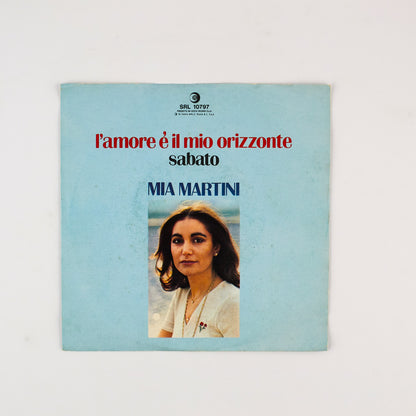 SRL 10797
l'amore è il mio orizzonte
sabato
MIA MARTINI